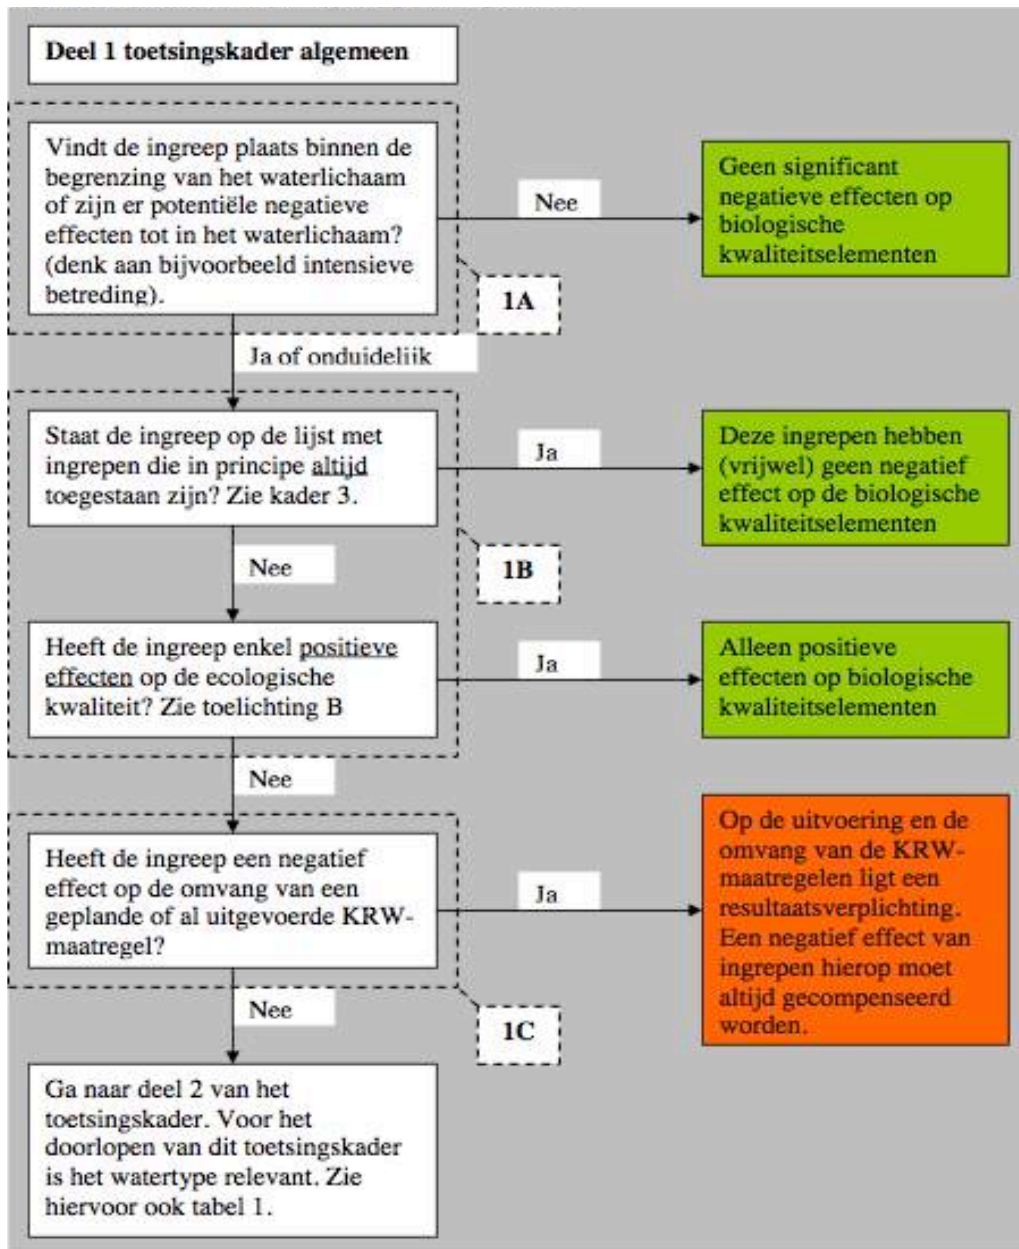 Deel 1 toetsingskader algemeen
Vindt de ingreep plaats binnen de
begrenzing van het waterlichaam
of zijn er potentiële negatieve
effecten tot in het waterlichaam?
(denk aan bijvoorbeeld intensieve
betreding).
Nee
Geen significant
negatieve effecten op
biologische
kwaliteitselementen
1A
Ja of onduidelijk
Staat de ingreep op de lijst met
ingrepen die in principe altijd
toegestaan zijn? Zie kader 3.
Ja
Deze ingrepen hebben
(vrijwel) geen negatief
effect op de biologische
kwaliteitselementen
1B
Nee
Heeft de ingreep enkel positieve
effecten op de ecologische
kwaliteit? Zie toelichting B
Ja
Alleen positieve
effecten op biologische
kwaliteitselementen
Nee
Heeft de ingreep een negatief
effect op de omvang van een
geplande of al uitgevoerde KRW-
maatregel?
Ja
Op de uitvoering en de
omvang van de KRW-
maatregelen ligt een
resultaatsverplichting.
Een negatief effect van
ingrepen hierop moet
altijd gecompenseerd
worden.
Nee
1C
Ga naar deel 2 van het
toetsingskader. Voor het
doorlopen van dit toetsingskader
is het watertype relevant. Zie
hiervoor ook tabel 1.